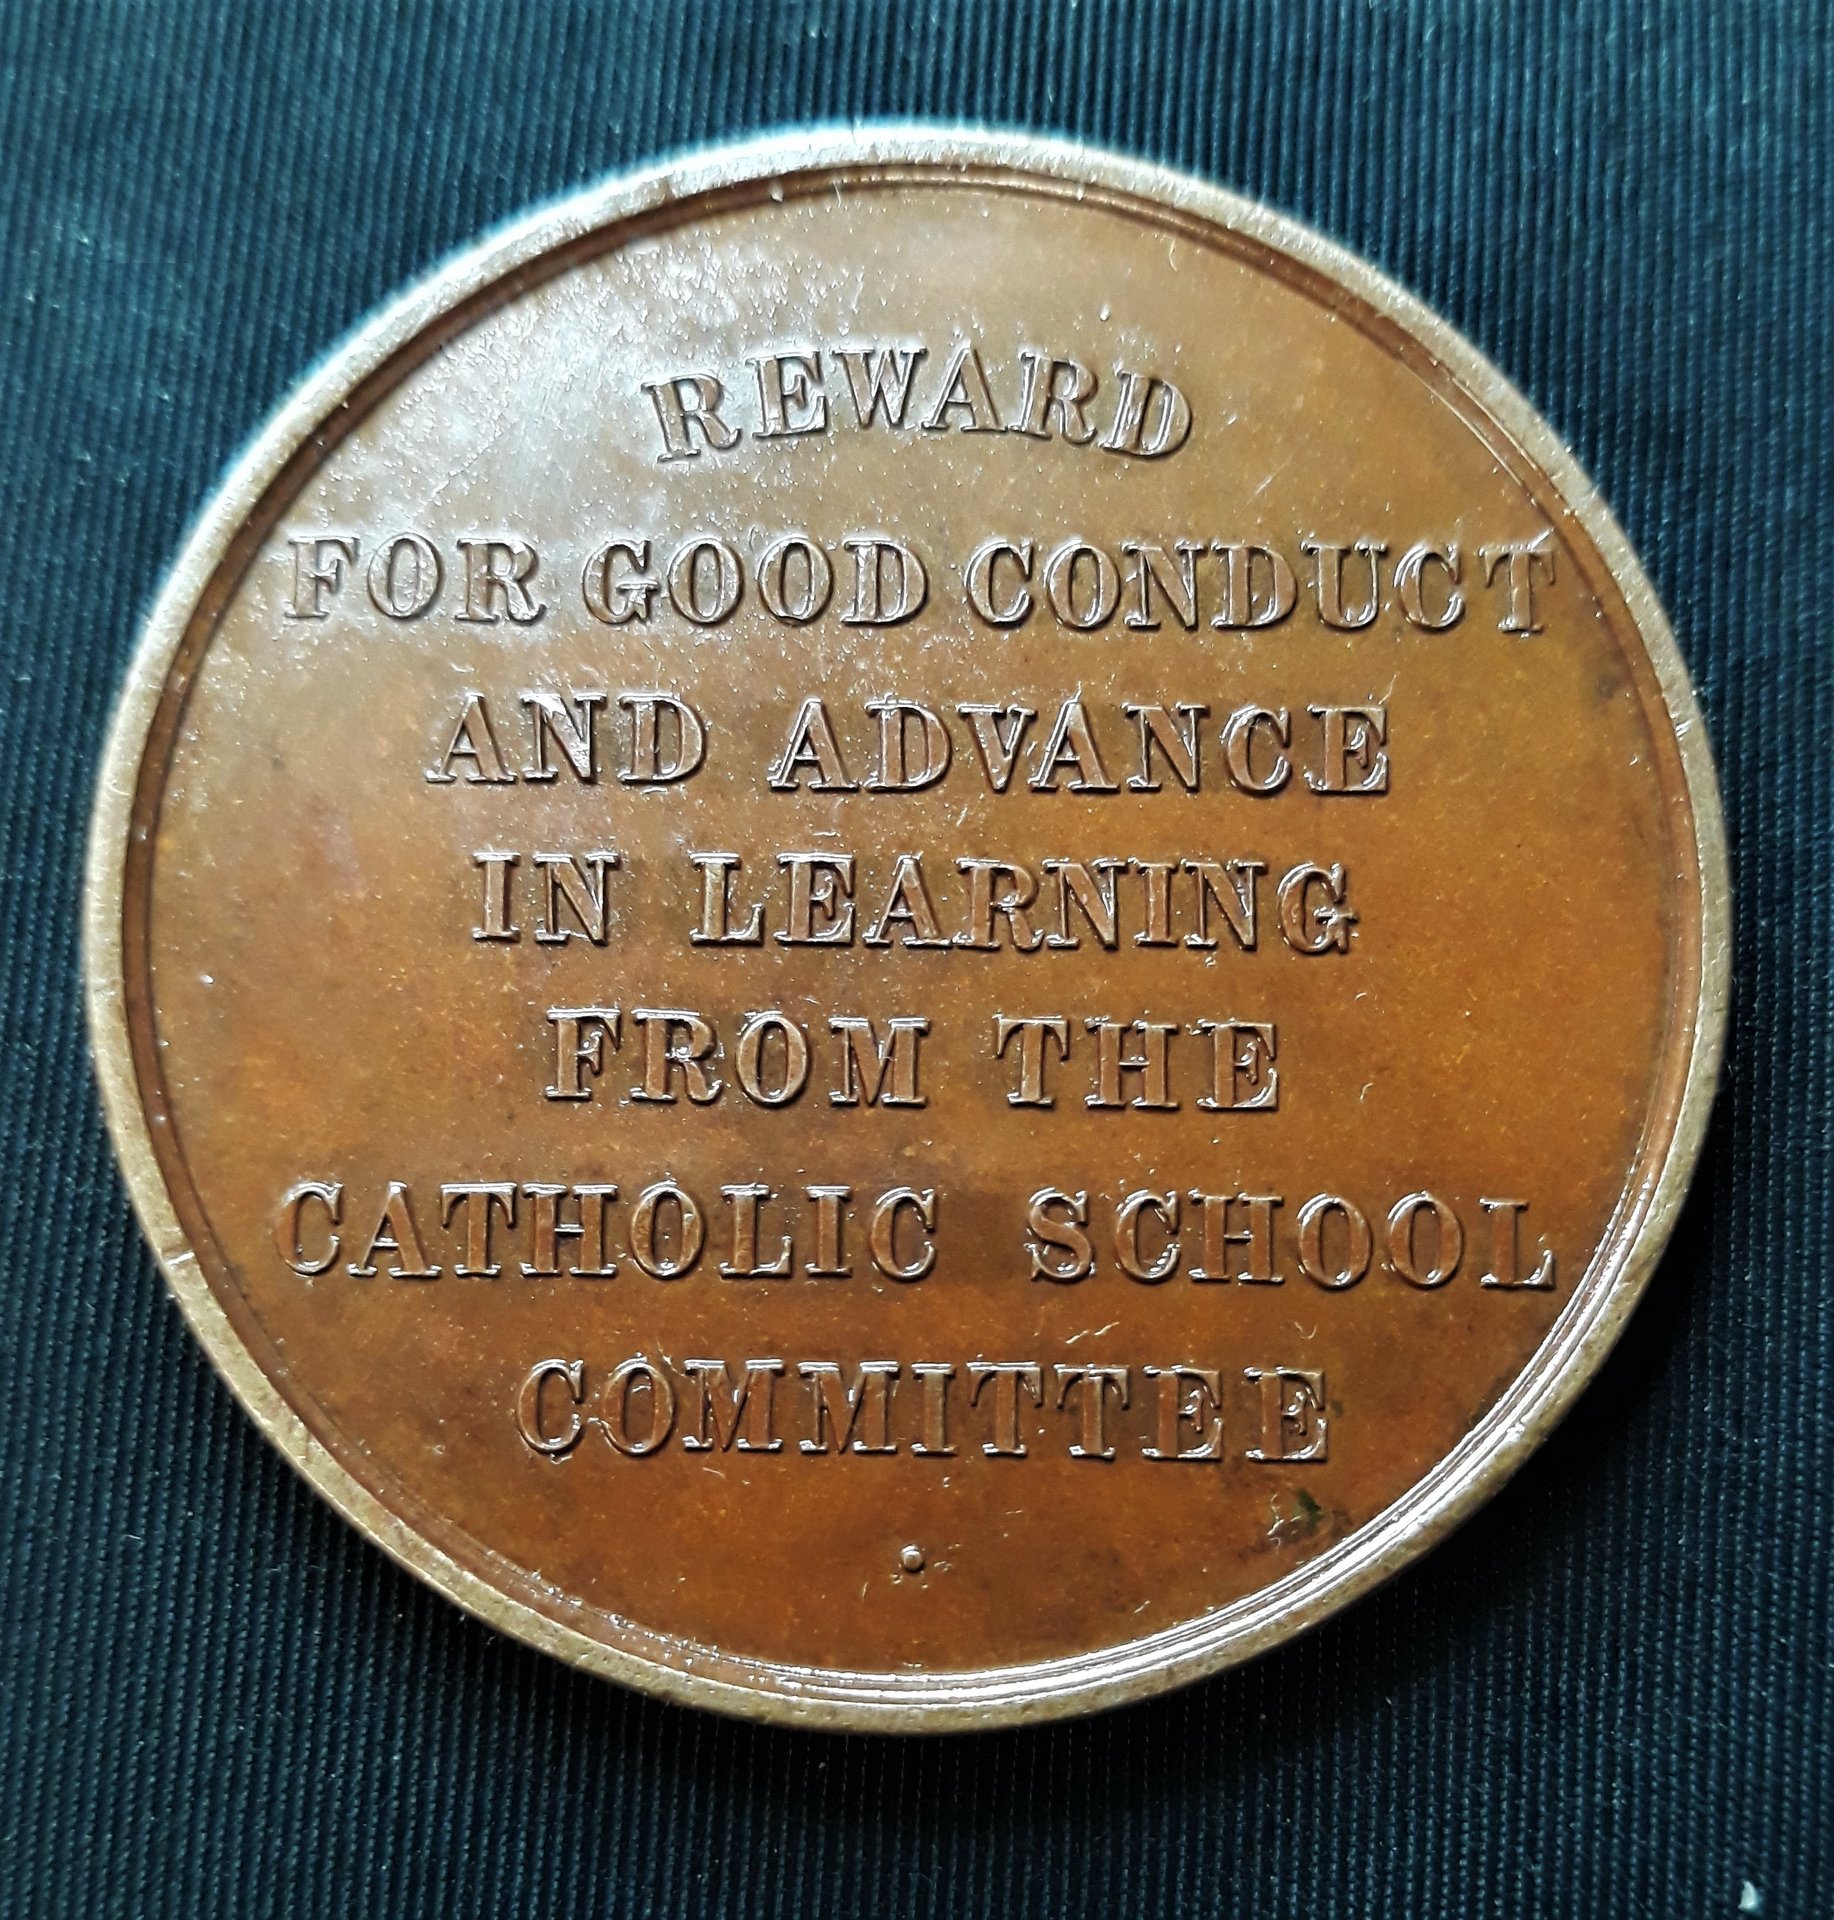 REWARD
FOR GOOD CONDUCT
AND ADVANCE
IN LEARNING
FROM THE
CATHOLIC SCHOOL
COMMITTEE